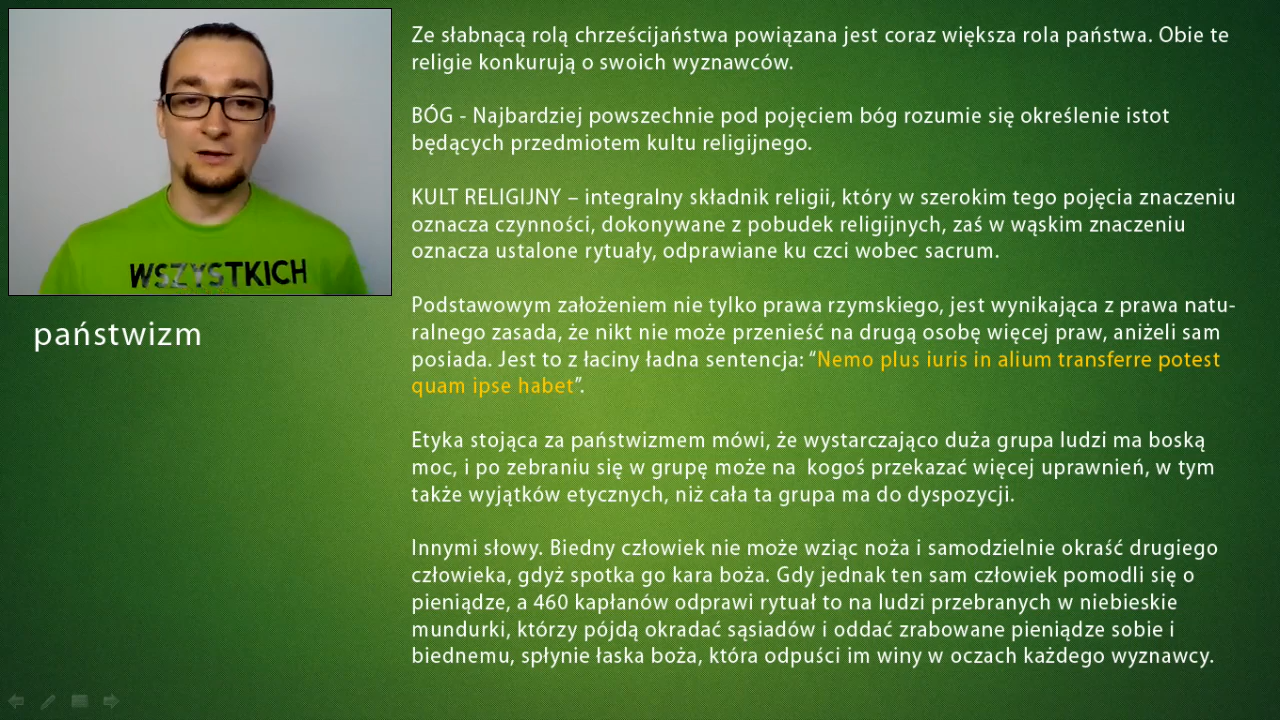 WSZYSTKICH
państwizm
Ze słabnącą rolą chrześcijaństwa powiązana jest coraz większa rola państwa. Obie te
religie konkurują o swoich wyznawców.
BÓG - Najbardziej powszechnie pod pojęciem bóg rozumie się określenie istot
będących przedmiotem kultu religijnego.
KULT RELIGIJNY – integralny składnik religii, który w szerokim tego pojęcia znaczeniu
oznacza czynności, dokonywane z pobudek religijnych, zaś w wąskim znaczeniu
oznacza ustalone rytuały, odprawiane ku czci wobec sacrum.
Podstawowym założeniem nie tylko prawa rzymskiego, jest wynikająca z prawa natu-
ralnego zasada, że nikt nie może przenieść na drugą osobę więcej praw, aniżeli sam
posiada. Jest to z łaciny ładna sentencja: “Nemo plus iuris in alium transferre potest
quam ipse habet”.
Etyka stojąca za państwizmem mówi, że wystarczająco duża grupa ludzi ma boską
moc, i po zebraniu się w grupę może na  kogoś przekazać więcej uprawnień, w tym
także wyjątków etycznych, niż cała ta grupa ma do dyspozycji.
Innymi słowy. Biedny człowiek nie może wziąc noża i samodzielnie okraść drugiego
człowieka, gdyż spotka go kara boża. Gdy jednak ten sam człowiek pomodli się o
pieniądze, a 460 kapłanów odprawi rytuał to na ludzi przebranych w niebieskie
mundurki, którzy pójdą okradać sąsiadów i oddać zrabowane pieniądze sobie i
biednemu, spłynie łaska boża, która odpuści im winy w oczach każdego wyznawcy.